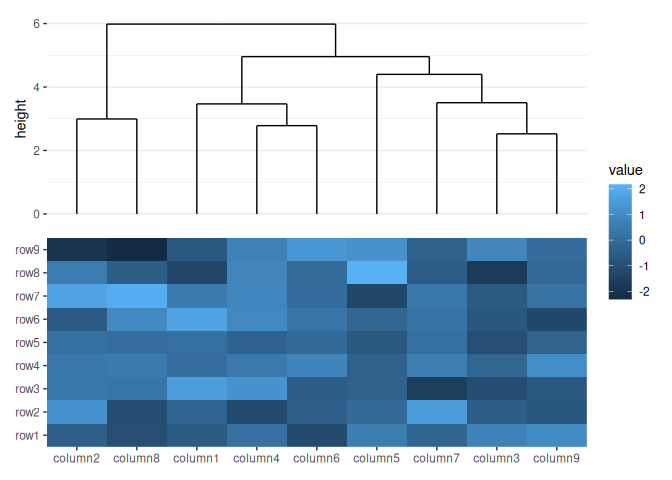 6
4
2
0
height
value
2
1
0
-1
-2
row9
row8
row7
row6
row5
row4
row3
row2
row1
column2 column8 column1 column4 column6 column5 column7 column3 column9